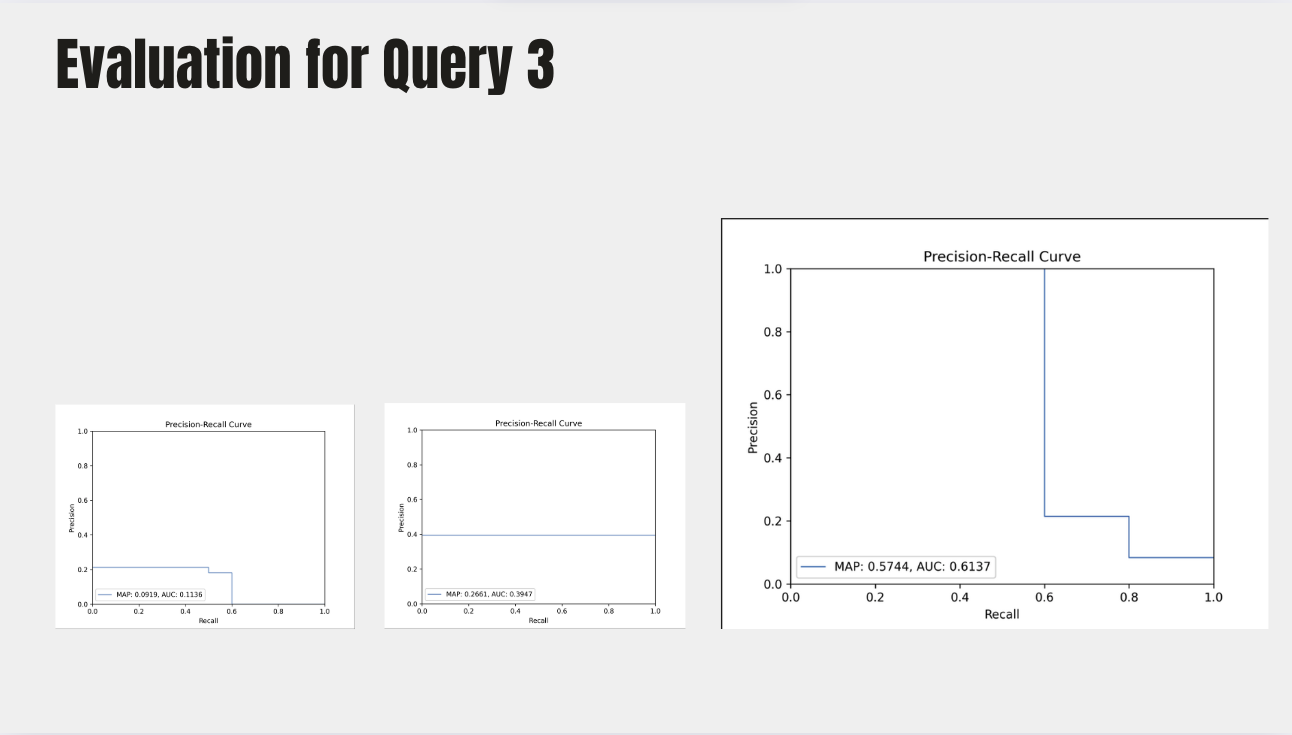 Evaluation for Query 3
Precision-Recall Curve
1.0
0.8
0.6
0.4
0.2
0.0
Precision
MAP: 0.0919, AUC: 0.1136
0.0 0.2 0.4 0.6 0.8 1.0
Recall
Precision-Recall Curve
1.0
0.8
0.6
0.4
0.2
0.0
Precision
MAP: 0.2661, AUC: 0.3947
0.0 0.2 0.4 0.6 0.8 1.0
Recall
Precision-Recall Curve
1.0
0.8
0.6
0.4
0.2
0.0
Precision
MAP: 0.5744, AUC: 0.6137
0.0 0.2 0.4 0.6 0.8 1.0
Recall